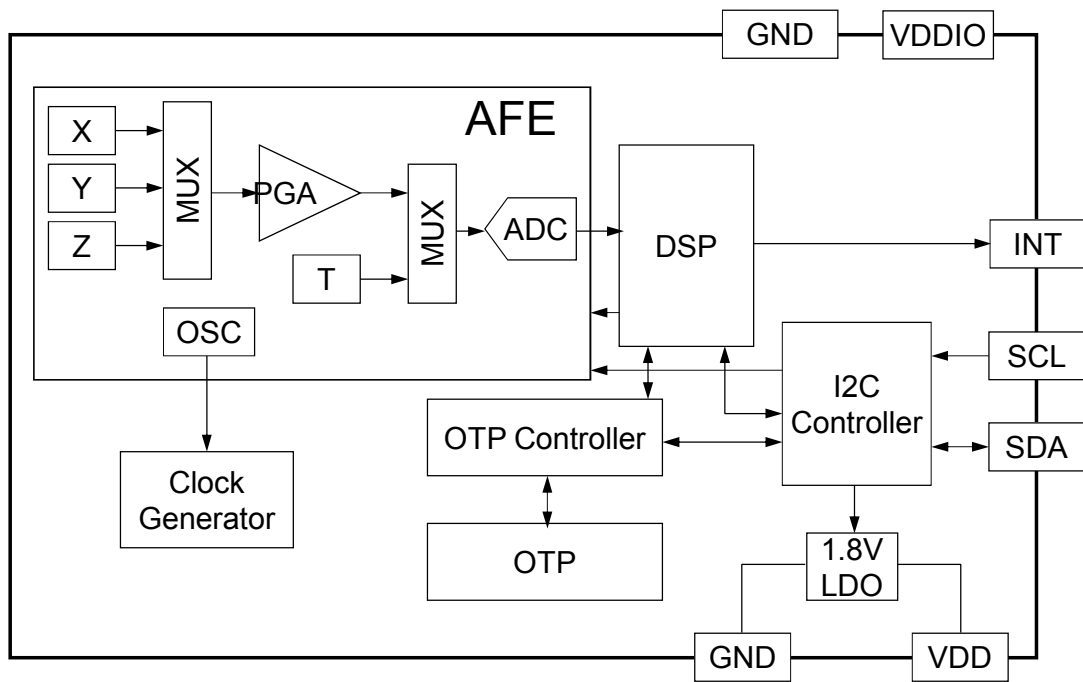 GND
VDDIO
AFE
X
Y
Z
MUX
PGA
MUX
ADC
T
DSP
INT
OSC
SCL
I2C
Controller
SDA
OTP Controller
Clock
Generator
OTP
1.8V
LDO
GND
VDD